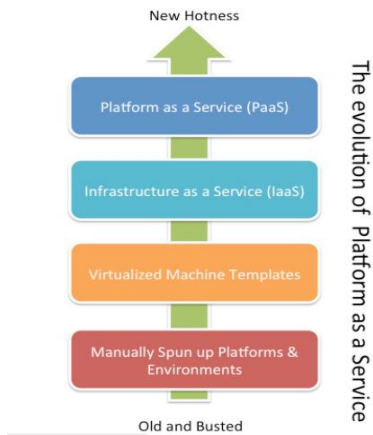 New Hotness
Platform as a Service (PaaS)
Infrastructure as a Service (IaaS)
Virtualized Machine Templates
Manually Spun up Platforms &
Environments
Old and Busted
The evolution of Platform as a Service